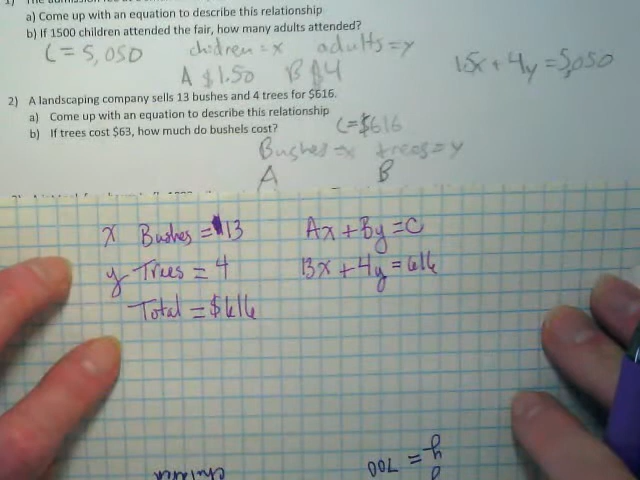 a) Come up with an equation to describe this relationship
b) If 1500 children attended the fair, how many adults attended?
C = 5,050 children = x adults = y
A $1.50 B $4 1.5x + 4y = 5,050
2) A landscaping company sells 13 bushes and 4 trees for $616.
a) Come up with an equation to describe this relationship
b) If trees cost $63, how much do bushels cost?
C = $616
Bushes = x trees = y
A B
x Bushes = 13 Ax + By = C
y Trees = 4 13x + 4y = 616
Total = $616
y = 700
children